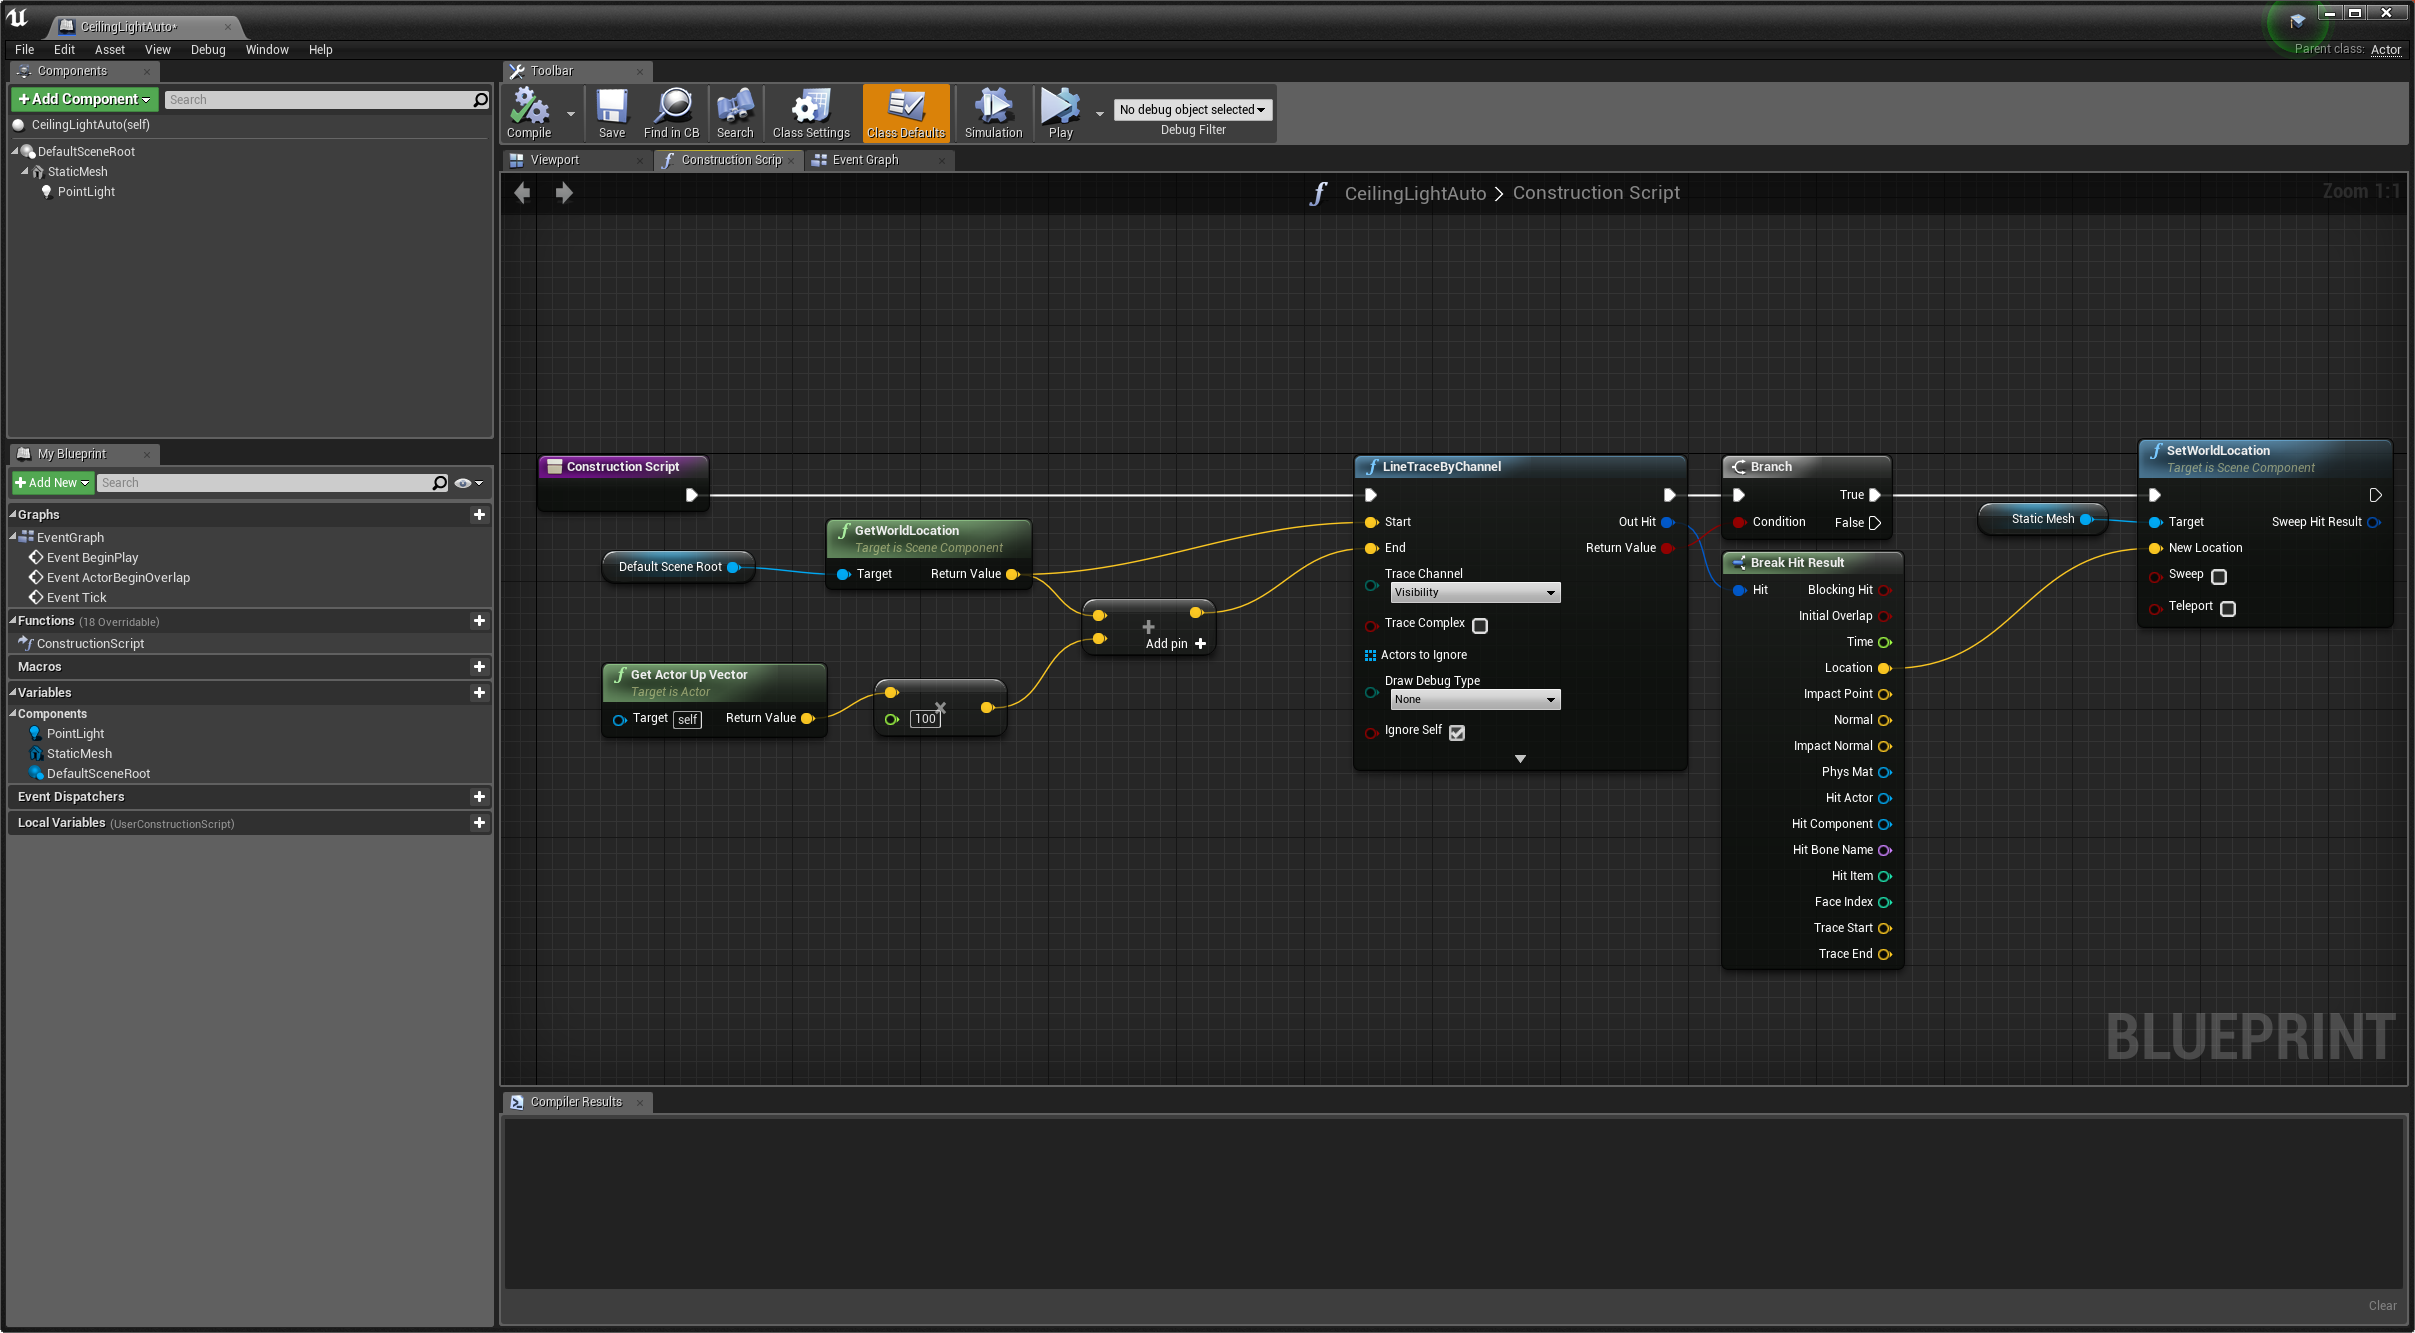 CeilingLightAuto*
File Edit Asset View Debug Window Help
Parent class: Actor
Components
Add Component
Search
CeilingLightAuto(self)
DefaultSceneRoot
StaticMesh
PointLight
Toolbar
Compile
Save
Find in CB
Search
Class Settings
Class Defaults
Simulation
Play
No debug object selected
Debug Filter
Viewport
Construction Scrip
Event Graph
CeilingLightAuto > Construction Script
Zoom 1:1
My Blueprint
Add New
Search
Graphs
EventGraph
Event BeginPlay
Event ActorBeginOverlap
Event Tick
Functions (18 Overridable)
ConstructionScript
Macros
Variables
Components
PointLight
StaticMesh
DefaultSceneRoot
Event Dispatchers
Local Variables (UserConstructionScript)
Construction Script
Default Scene Root
GetWorldLocation
Target is Scene Component
Target Return Value
Get Actor Up Vector
Target is Actor
Target self Return Value
100
Add pin
LineTraceByChannel
Start Out Hit
End Return Value
Trace Channel
Visibility
Trace Complex
Actors to Ignore
Draw Debug Type
None
Ignore Self
Branch
True
Condition False
Break Hit Result
Hit Blocking Hit
Initial Overlap
Time
Location
Impact Point
Normal
Impact Normal
Phys Mat
Hit Actor
Hit Component
Hit Bone Name
Hit Item
Face Index
Trace Start
Trace End
Static Mesh
SetWorldLocation
Target is Scene Component
Target Sweep Hit Result
New Location
Sweep
Teleport
BLUEPRINT
Compiler Results
Clear